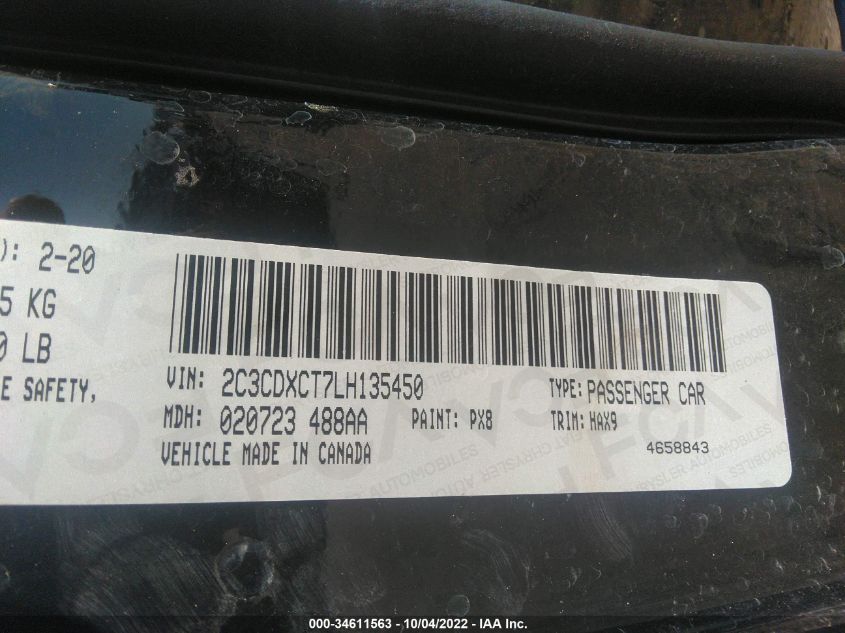 ): 2-20
5 KG
0 LB
E SAFETY,
VIN: 2C3CDXCT7LH135450 TYPE: PASSENGER CAR
MDH: 020723 488AA PAINT: PX8 TRIM: HAX9
VEHICLE MADE IN CANADA 4658843
000-34611563 - 10/04/2022 - IAA Inc.